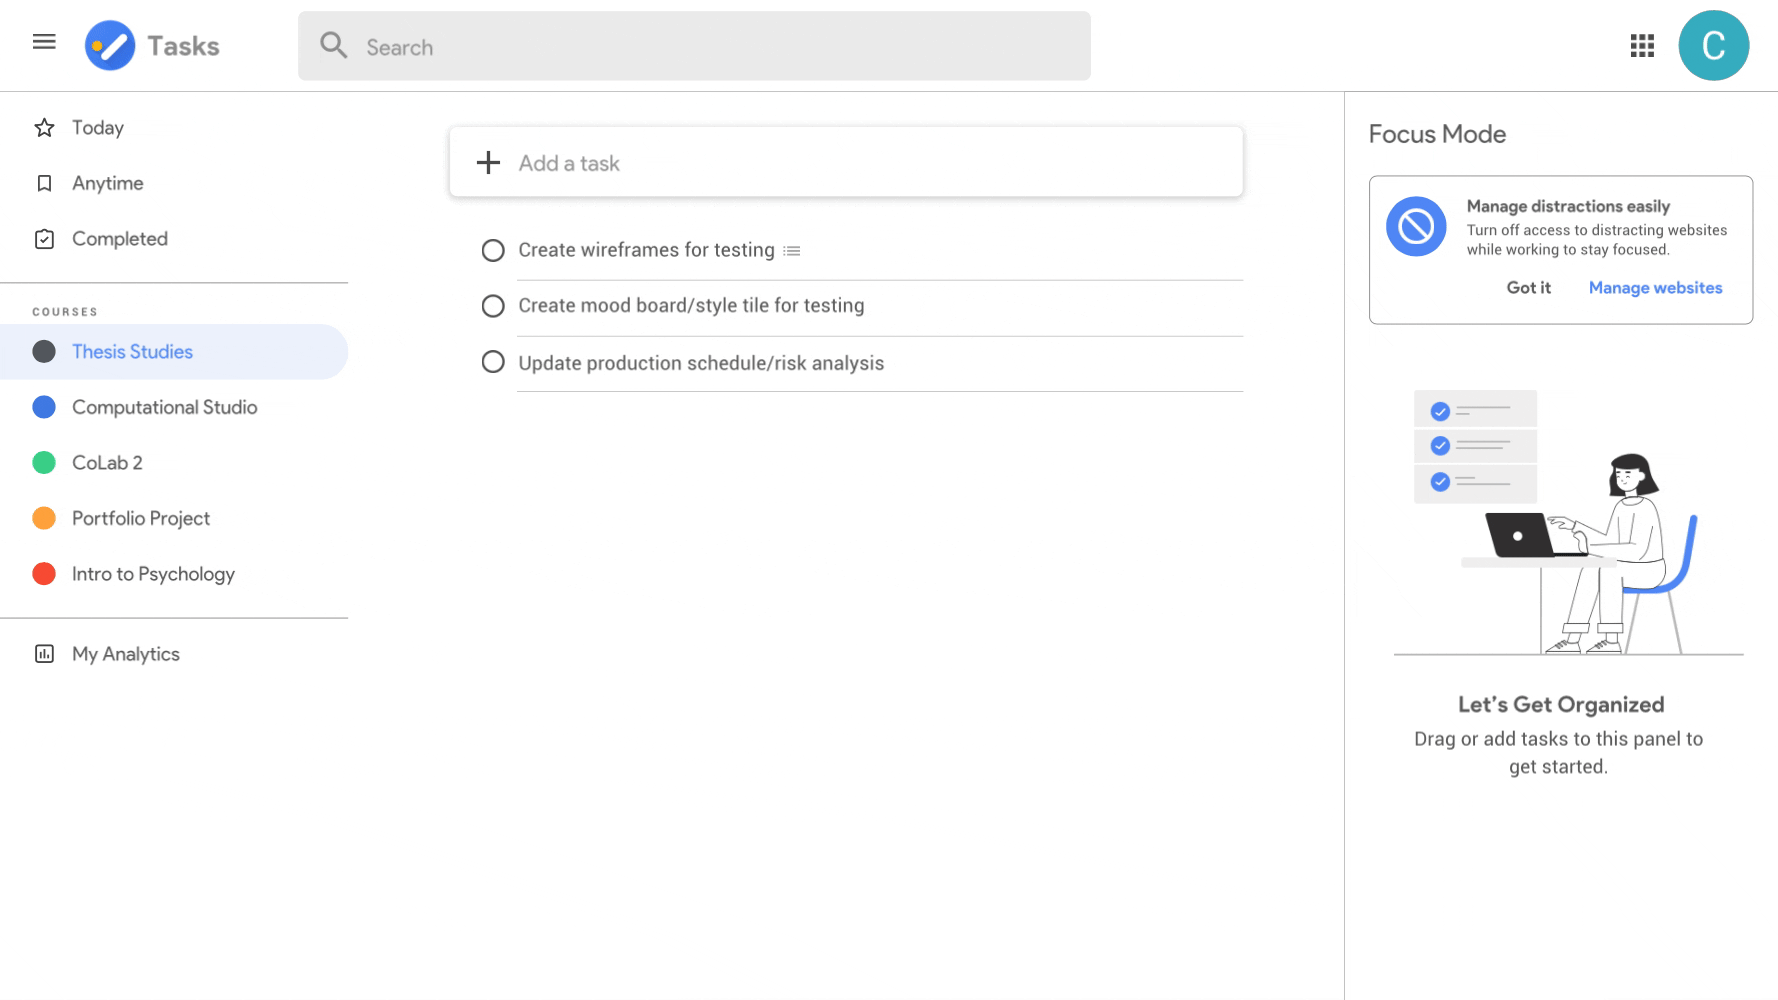 Tasks
Search
C
Today
Anytime
Completed
COURSES
Thesis Studies
Computational Studio
CoLab 2
Portfolio Project
Intro to Psychology
My Analytics
Add a task
Create wireframes for testing
Create mood board/style tile for testing
Update production schedule/risk analysis
Focus Mode
Manage distractions easily
Turn off access to distracting websites
while working to stay focused.
Got it Manage websites
Let’s Get Organized
Drag or add tasks to this panel to
get started.